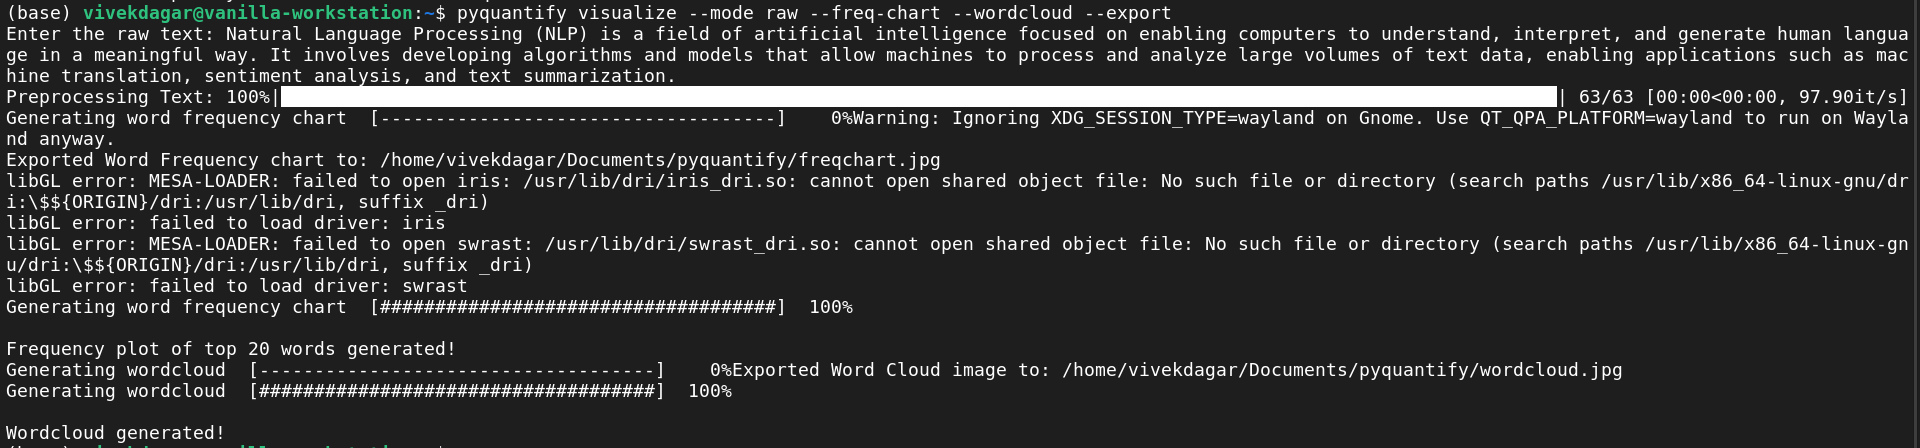 (base) vivekdagar@vanilla-workstation:~$ pyquantify visualize --mode raw --freq-chart --wordcloud --export
Enter the raw text: Natural Language Processing (NLP) is a field of artificial intelligence focused on enabling computers to understand, interpret, and generate human langua
ge in a meaningful way. It involves developing algorithms and models that allow machines to process and analyze large volumes of text data, enabling applications such as mac
hine translation, sentiment analysis, and text summarization.
Preprocessing Text: 100%| | 63/63 [00:00<00:00, 97.90it/s]
Generating word frequency chart  [------------------------------------]    0%Warning: Ignoring XDG_SESSION_TYPE=wayland on Gnome. Use QT_QPA_PLATFORM=wayland to run on Wayla
nd anyway.
Exported Word Frequency chart to: /home/vivekdagar/Documents/pyquantify/freqchart.jpg
libGL error: MESA-LOADER: failed to open iris: /usr/lib/dri/iris_dri.so: cannot open shared object file: No such file or directory (search paths /usr/lib/x86_64-linux-gnu/dr
i:\$${ORIGIN}/dri:/usr/lib/dri, suffix _dri)
libGL error: failed to load driver: iris
libGL error: MESA-LOADER: failed to open swrast: /usr/lib/dri/swrast_dri.so: cannot open shared object file: No such file or directory (search paths /usr/lib/x86_64-linux-gn
u/dri:\$${ORIGIN}/dri:/usr/lib/dri, suffix _dri)
libGL error: failed to load driver: swrast
Generating word frequency chart  [####################################]  100%
Frequency plot of top 20 words generated!
Generating wordcloud  [------------------------------------]    0%Exported Word Cloud image to: /home/vivekdagar/Documents/pyquantify/wordcloud.jpg
Generating wordcloud  [####################################]  100%
Wordcloud generated!